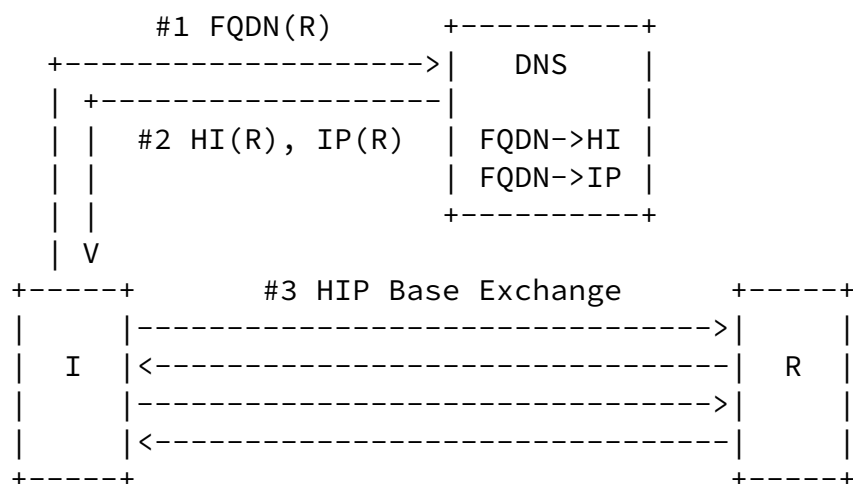 #1 FQDN(R)
DNS
#2 HI(R), IP(R)
FQDN->HI
FQDN->IP
#3 HIP Base Exchange
I
R